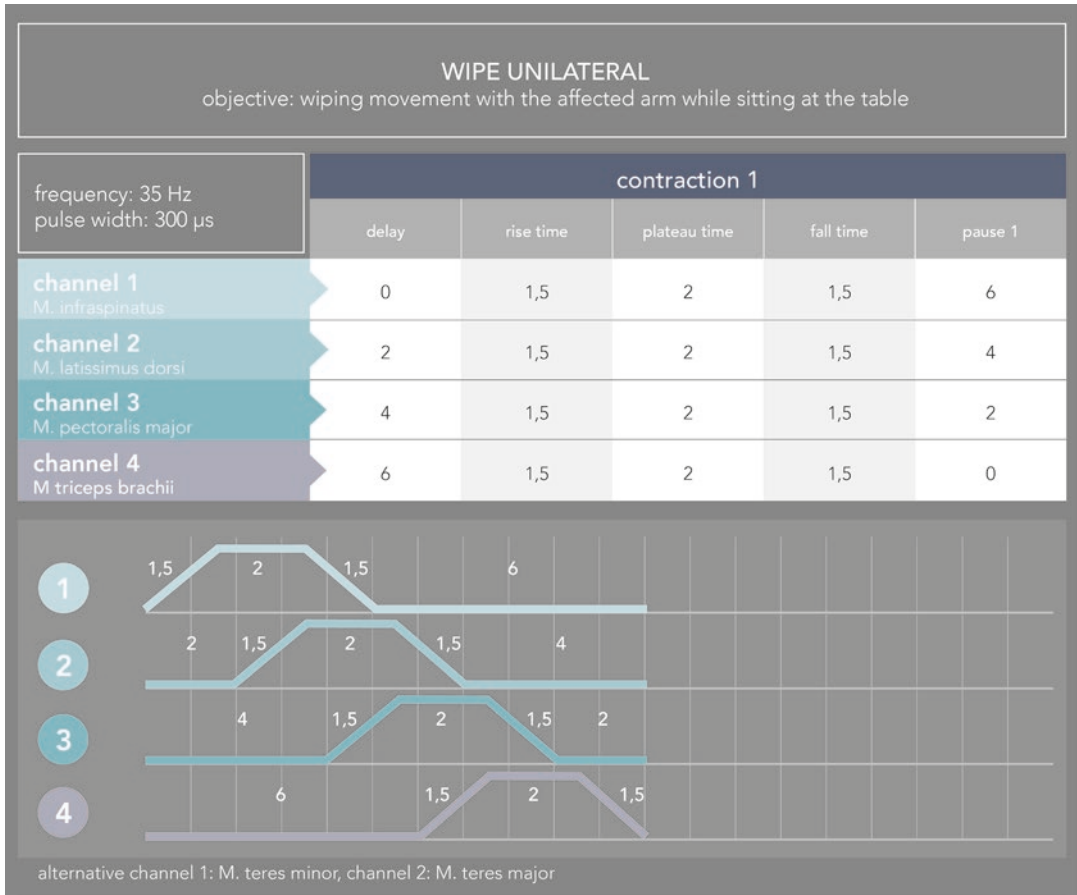 WIPE UNILATERAL
objective: wiping movement with the affected arm while sitting at the table
frequency: 35 Hz
pulse width: 300 µs
contraction 1
delay rise time plateau time fall time pause 1
channel 1
M. infraspinatus
0 1,5 2 1,5 6
channel 2
M. latissimus dorsi
2 1,5 2 1,5 4
channel 3
M. pectoralis major
4 1,5 2 1,5 2
channel 4
M triceps brachii
6 1,5 2 1,5 0
1 1,5 2 1,5 6
2 2 1,5 2 1,5 4
3 4 1,5 2 1,5 2
4 6 1,5 2 1,5
alternative channel 1: M. teres minor, channel 2: M. teres major